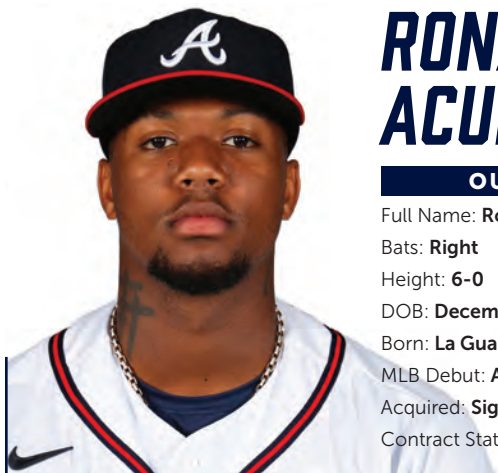 A
RON
ACU
OU
Full Name: Ro
Bats: Right
Height: 6-0
DOB: Decem
Born: La Gua
MLB Debut: A
Acquired: Sig
Contract Stat